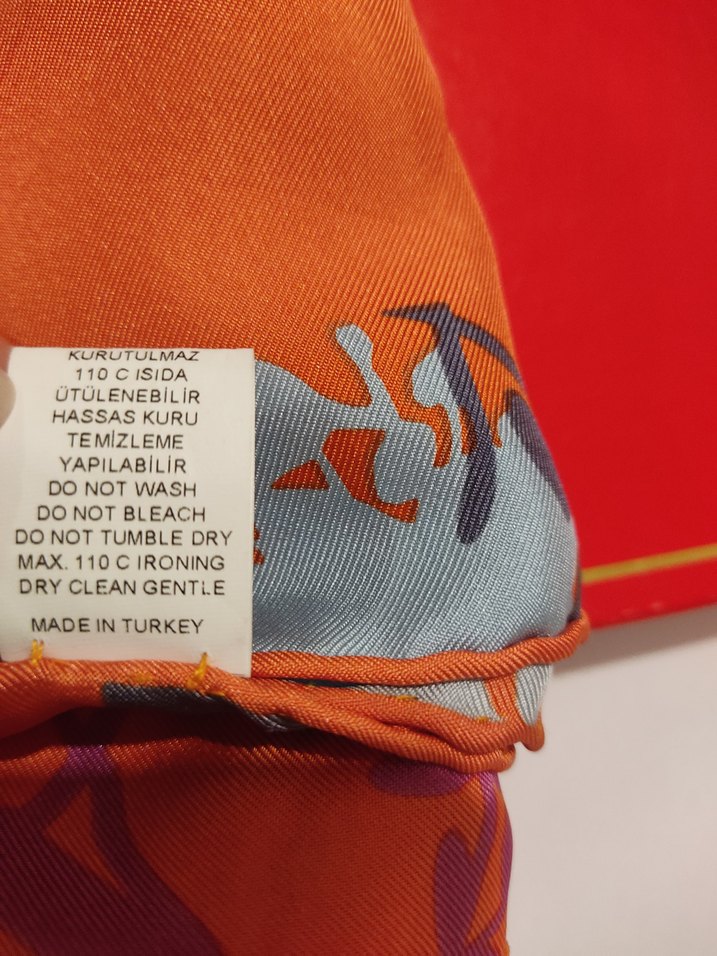 KURUTULMAZ
110 C ISIDA
ÜTÜLENEBİLİR
HASSAS KURU
TEMİZLEME
YAPILABİLİR
DO NOT WASH
DO NOT BLEACH
DO NOT TUMBLE DRY
MAX. 110 C IRONING
DRY CLEAN GENTLE
MADE IN TURKEY